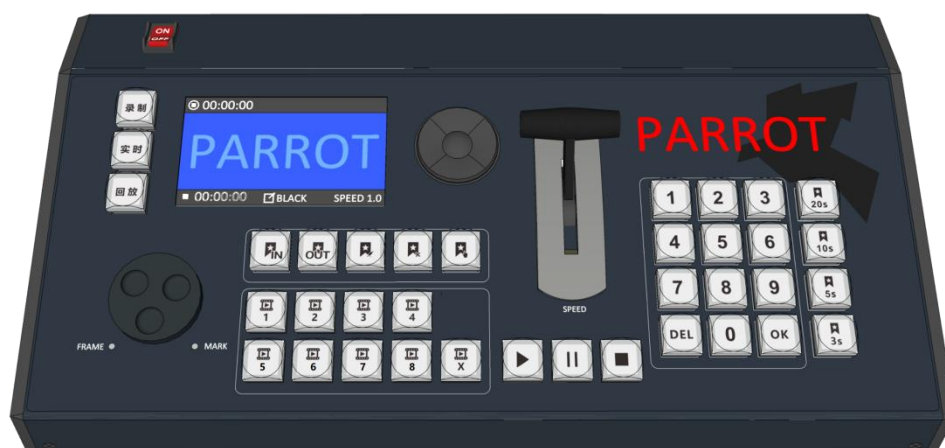 ON
OFF
录制
实时
回放
00:00:00
PARROT
00:00:00 BLACK SPEED 1.0
PARROT
IN
OUT
1 2 3 4
5 6 7 8 X
FRAME
MARK
SPEED
1 2 3
4 5 6
7 8 9
DEL 0 OK
20s
10s
5s
3s